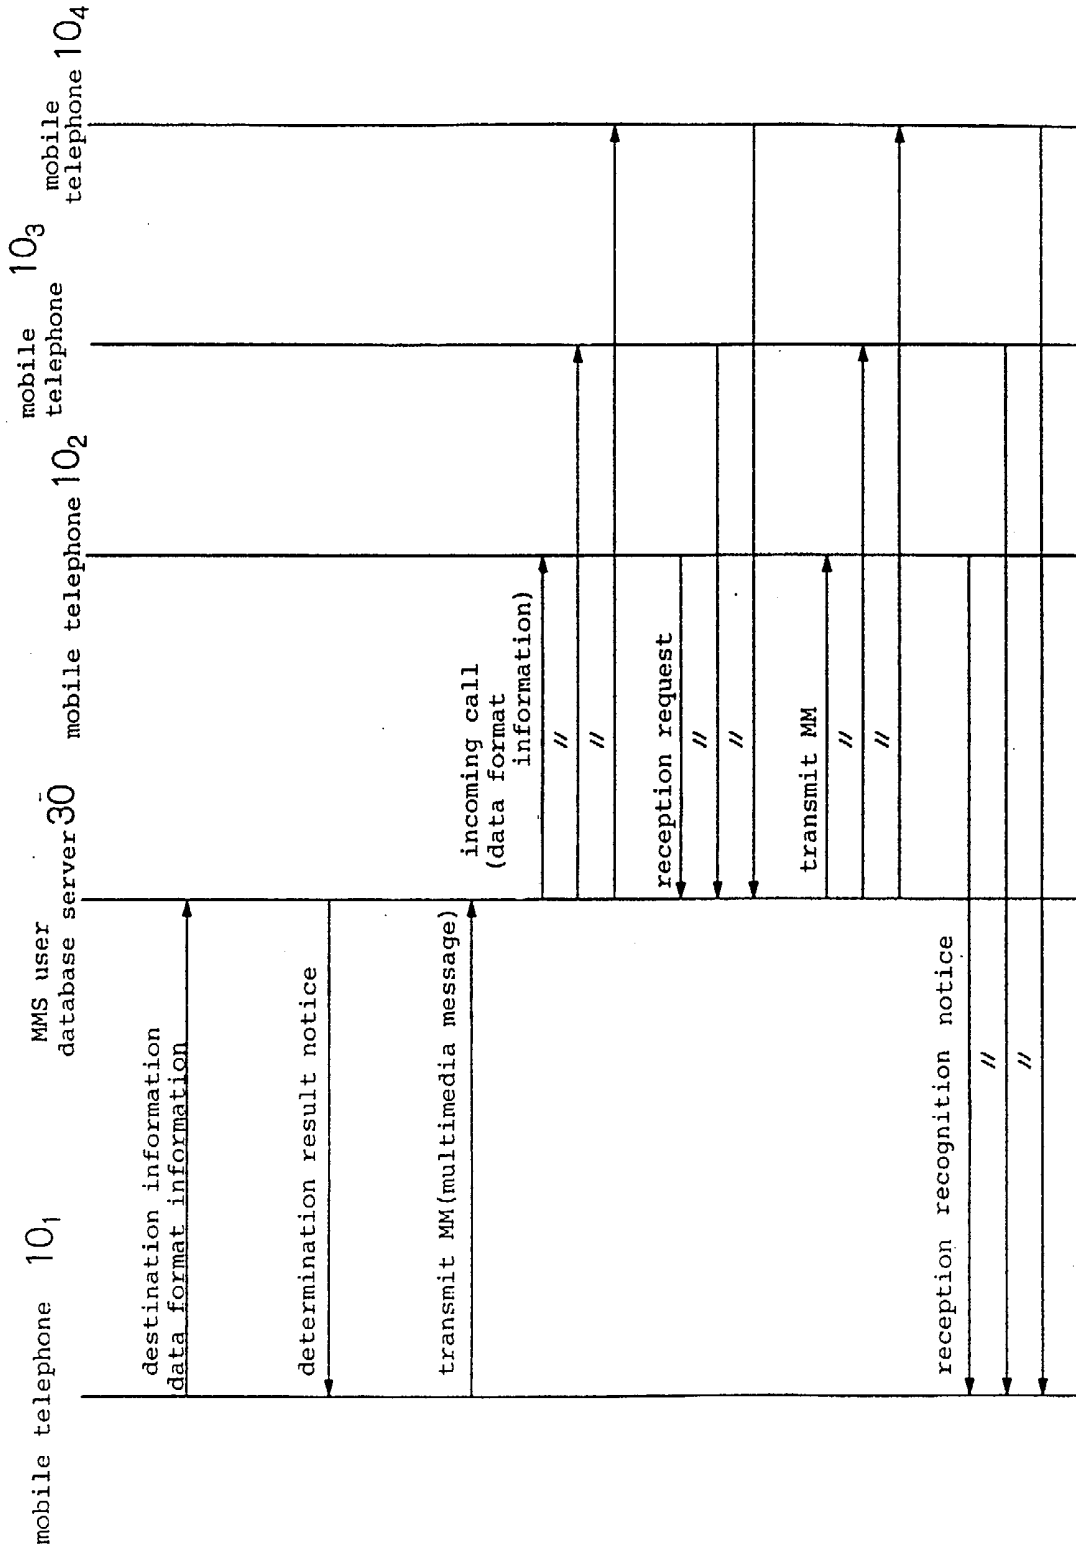 mobile telephone 10₁
MMS user
database server 30
mobile telephone 10₂
mobile 10₃
telephone
mobile
telephone 10₄
destination information
data format information
determination result notice
transmit MM(multimedia message)
incoming call
(data format
information)
〃
〃
reception request
〃
〃
transmit MM
〃
〃
reception recognition notice
〃
〃